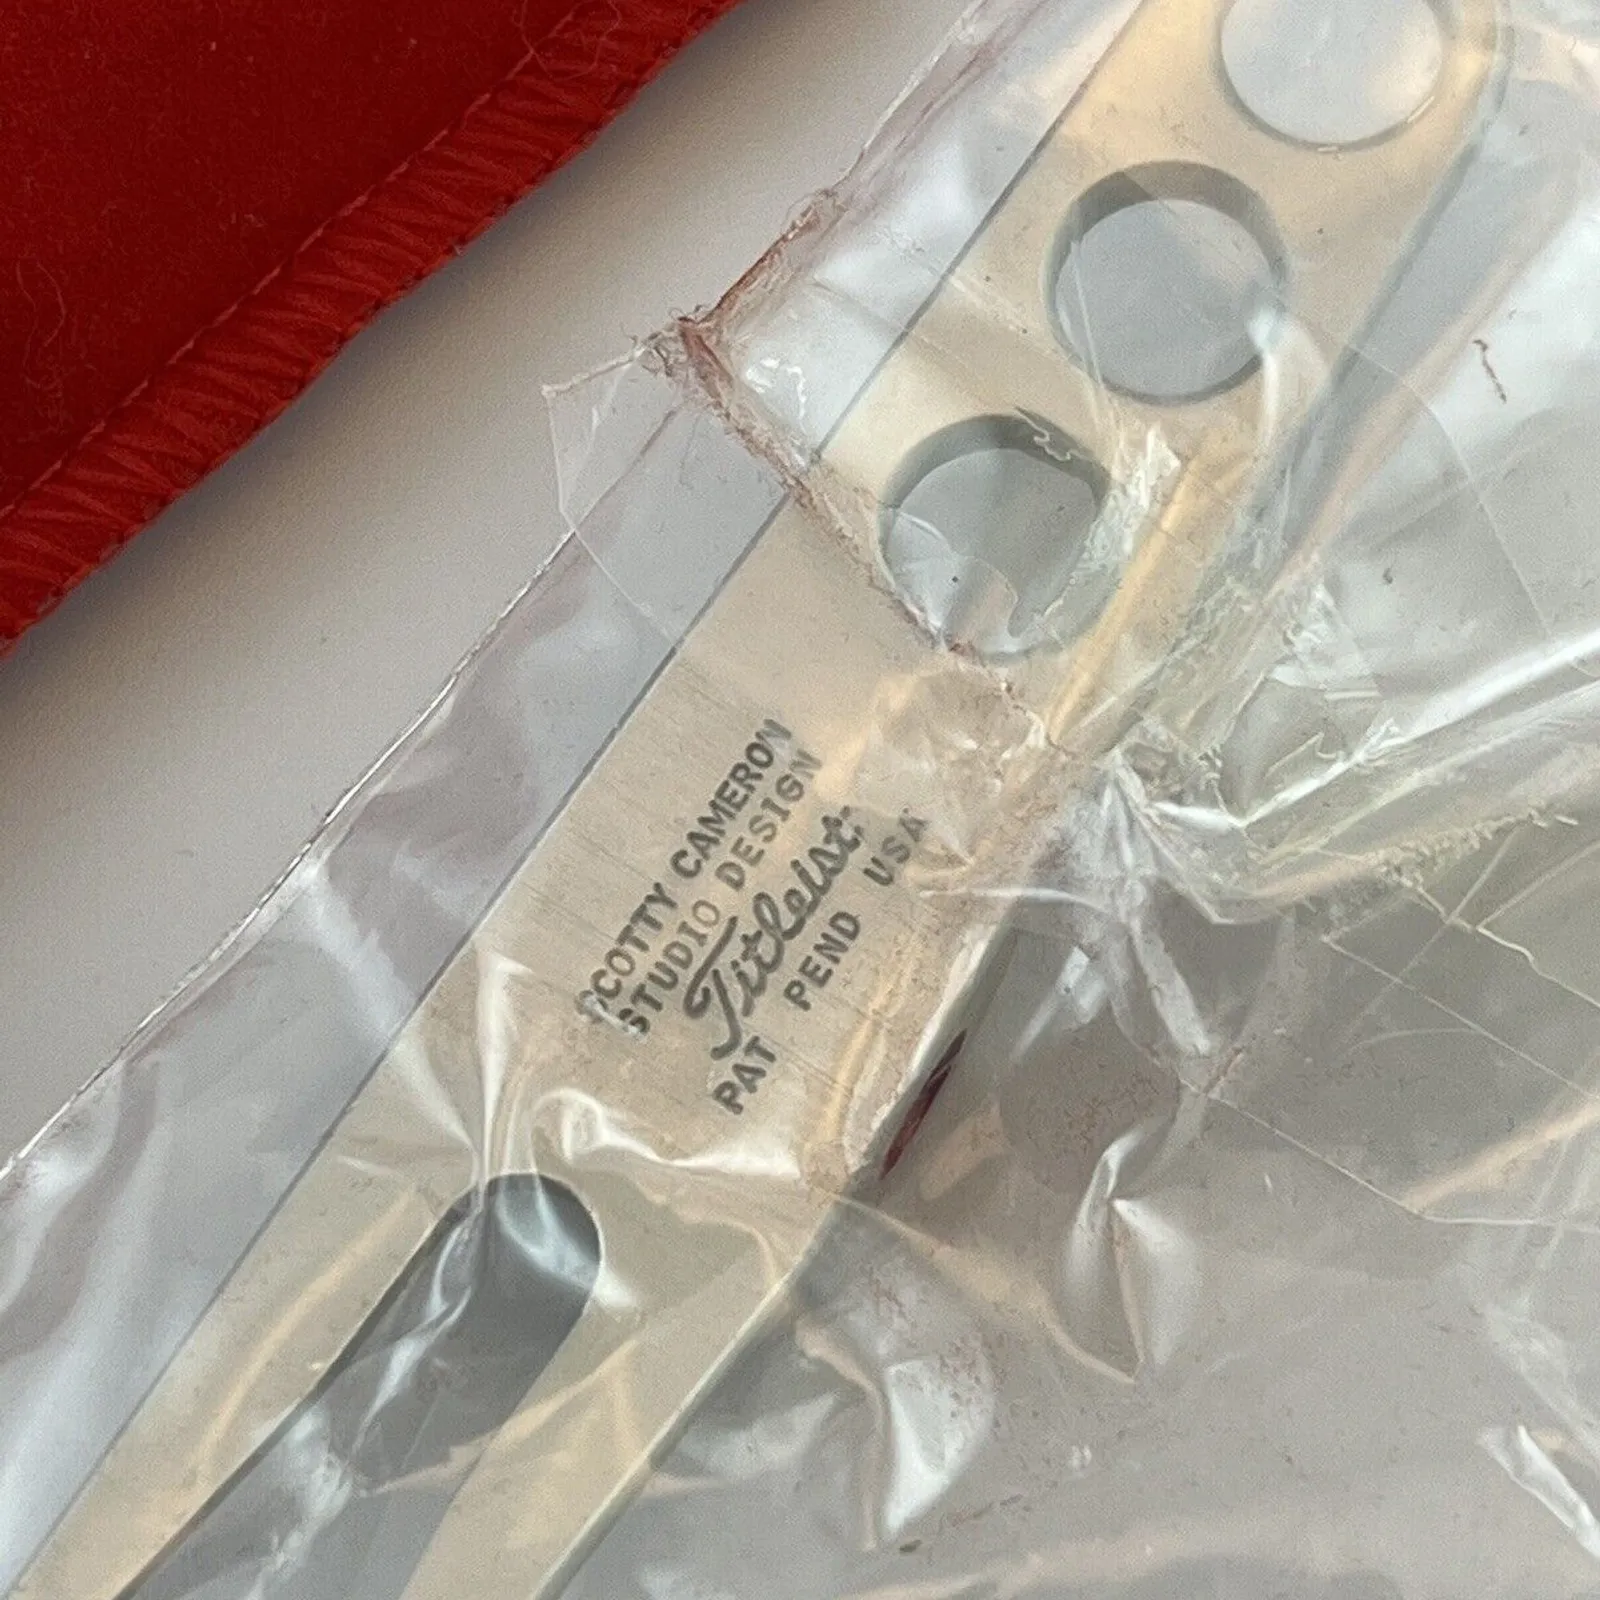 SCOTTY CAMERON
STUDIO DESIGN
Titleist
PAT PEND USA